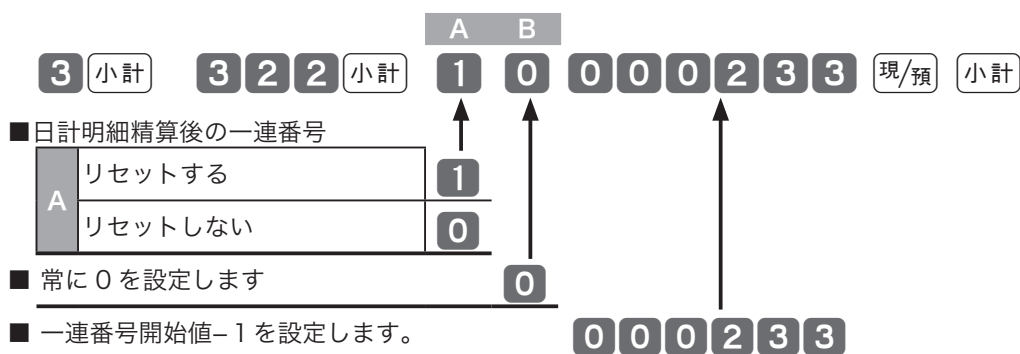 A B
3 小計 3 2 2 小計 1 0 0 0 0 2 3 3 現/預 小計
■日計明細精算後の一連番号
A リセットする 1
リセットしない 0
■ 常に 0 を設定します 0
■ 一連番号開始値–1を設定します。 0 0 0 2 3 3